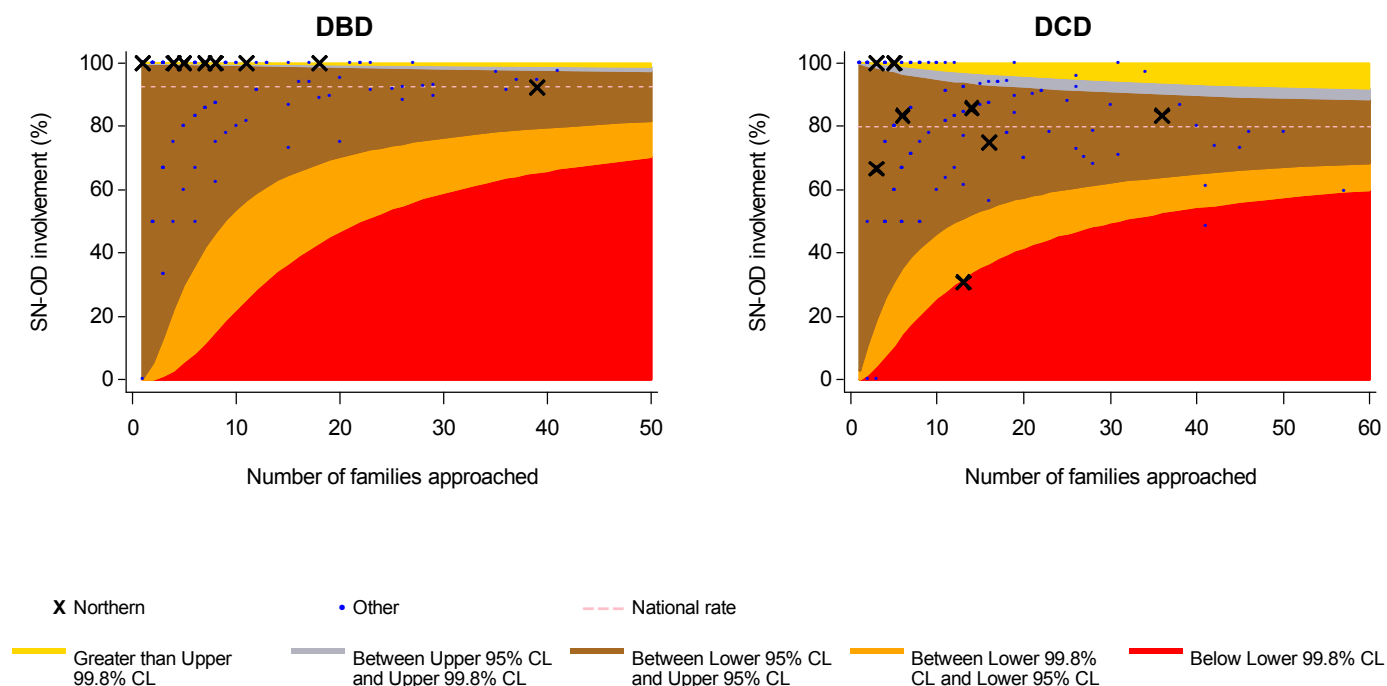 DBD
DCD
SN-OD involvement (%)
100
80
60
40
20
0
0 10 20 30 40 50
Number of families approached
SN-OD involvement (%)
100
80
60
40
20
0
0 10 20 30 40 50 60
Number of families approached
X Northern
Other
National rate
Greater than Upper
99.8% CL
Between Upper 95% CL
and Upper 99.8% CL
Between Lower 95% CL
and Upper 95% CL
Between Lower 99.8%
CL and Lower 95% CL
Below Lower 99.8% CL